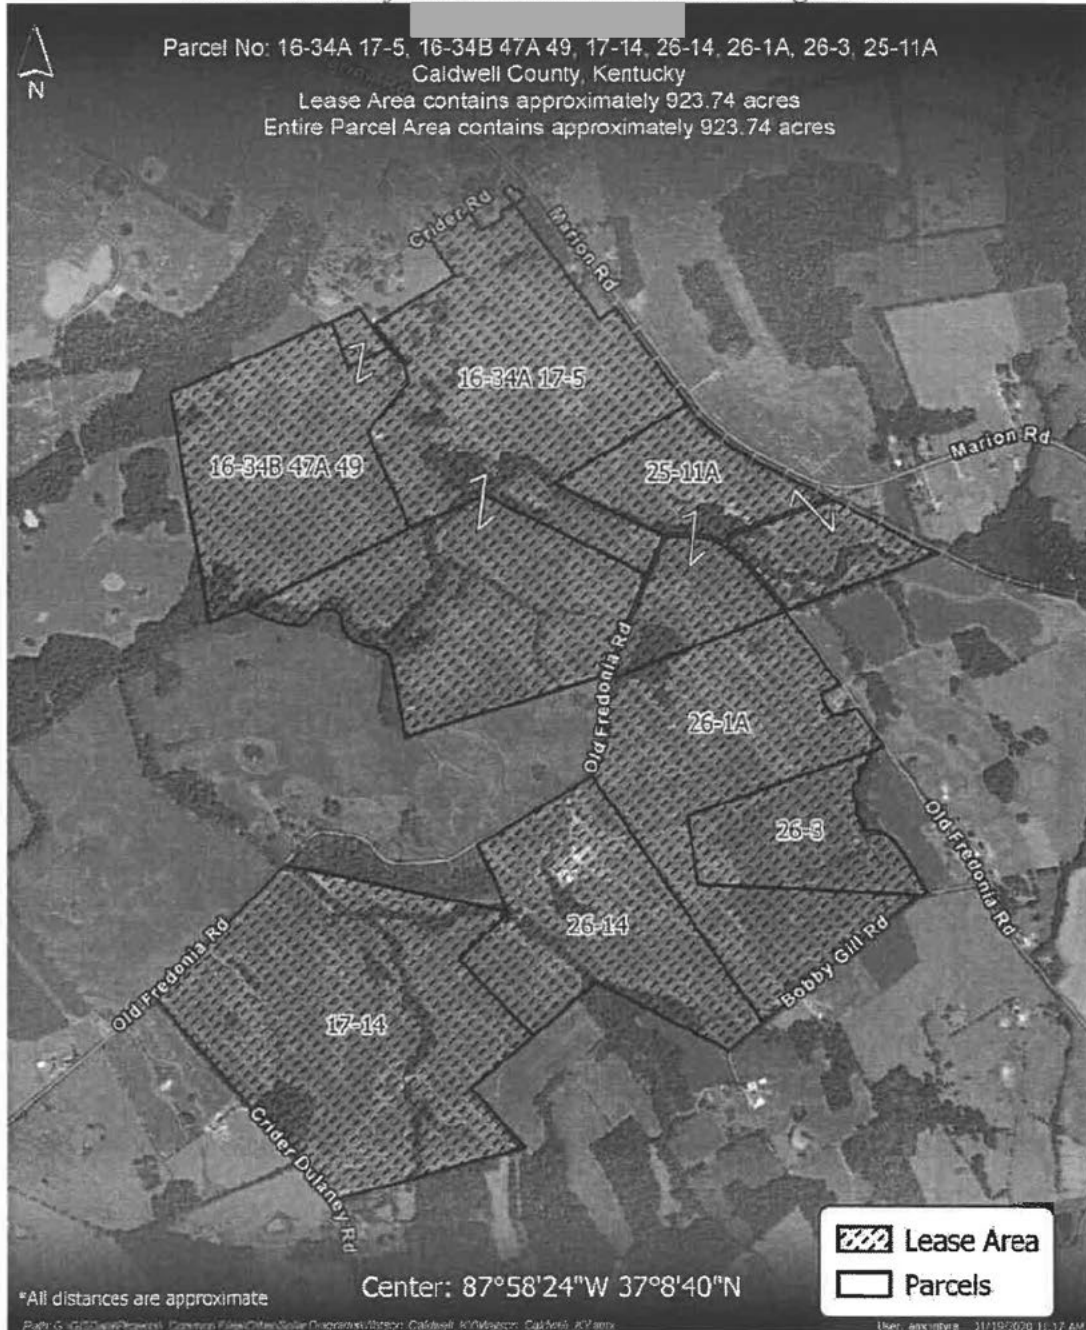 Parcel No: 16-34A 17-5, 16-34B 47A 49, 17-14, 26-14, 26-1A, 26-3, 25-11A
Caldwell County, Kentucky
Lease Area contains approximately 923.74 acres
Entire Parcel Area contains approximately 923.74 acres
N
Crider Rd
Marion Rd
16-34A 17-5
Marion Rd
16-34B 47A 49
25-11A
Old Fredonia Rd
26-1A
26-3
Old Fredonia Rd
26-14
Bobby Gill Rd
Old Fredonia Rd
17-14
Crider Dulaney Rd
Lease Area
Parcels
Center: 87°58'24"W 37°8'40"N
*All distances are approximate